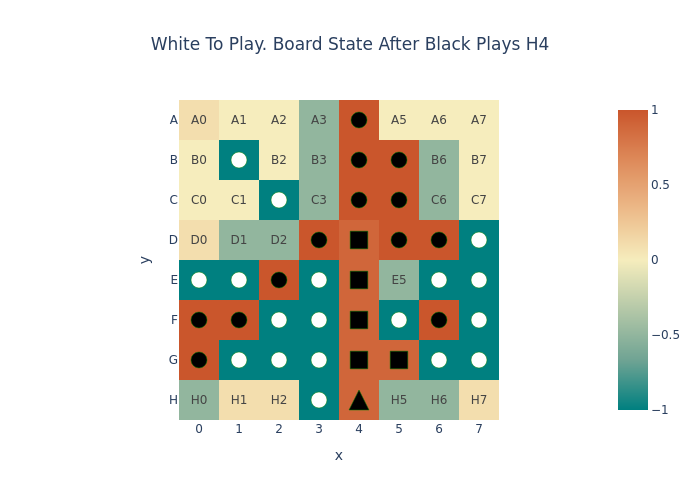 White To Play. Board State After Black Plays H4
A A0 A1 A2 A3 A5 A6 A7
B B0 B2 B3 B6 B7
C C0 C1 C3 C6 C7
D D0 D1 D2
E E5
F
G
H H0 H1 H2 H5 H6 H7
0 1 2 3 4 5 6 7
x
y
1
0.5
0
−0.5
−1